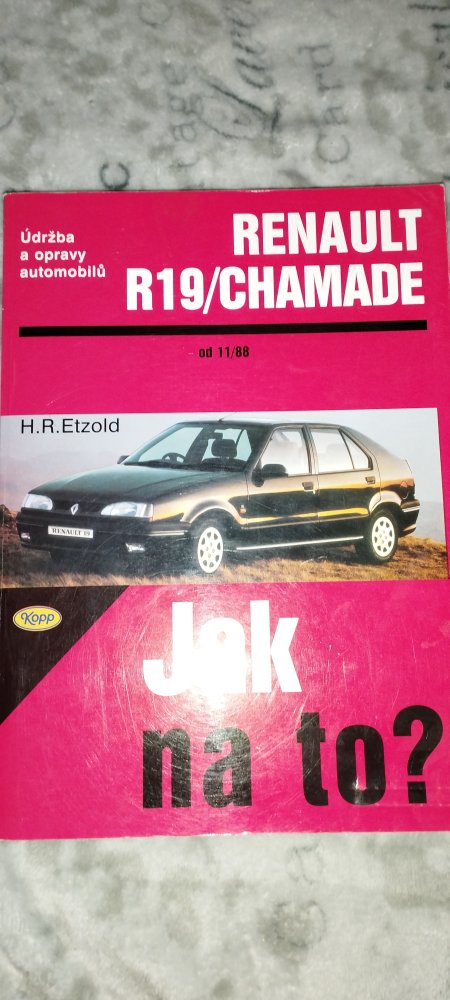 Údržba
a opravy
automobilů
RENAULT
R19/CHAMADE
od 11/88
H.R.Etzold
RENAULT 19
Kopp
Jak
na to?